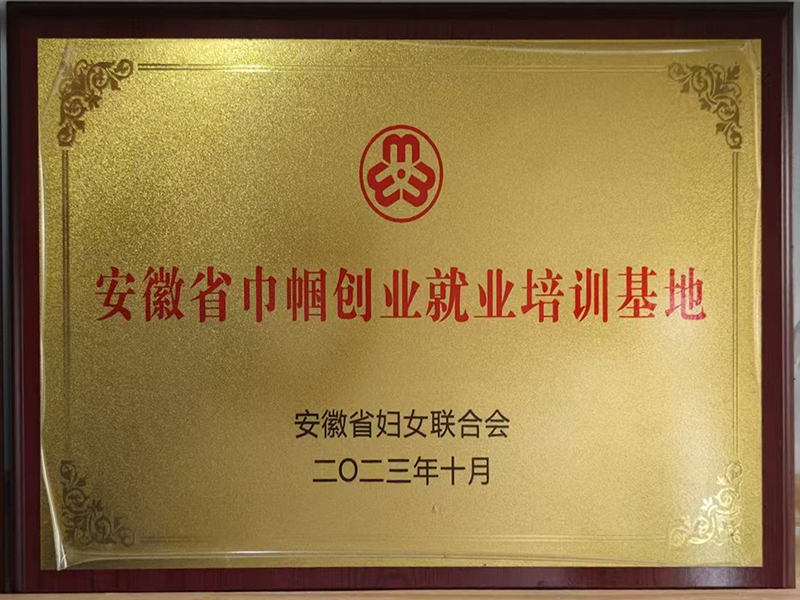 安徽省巾帼创业就业培训基地
安徽省妇女联合会
二〇二三年十月